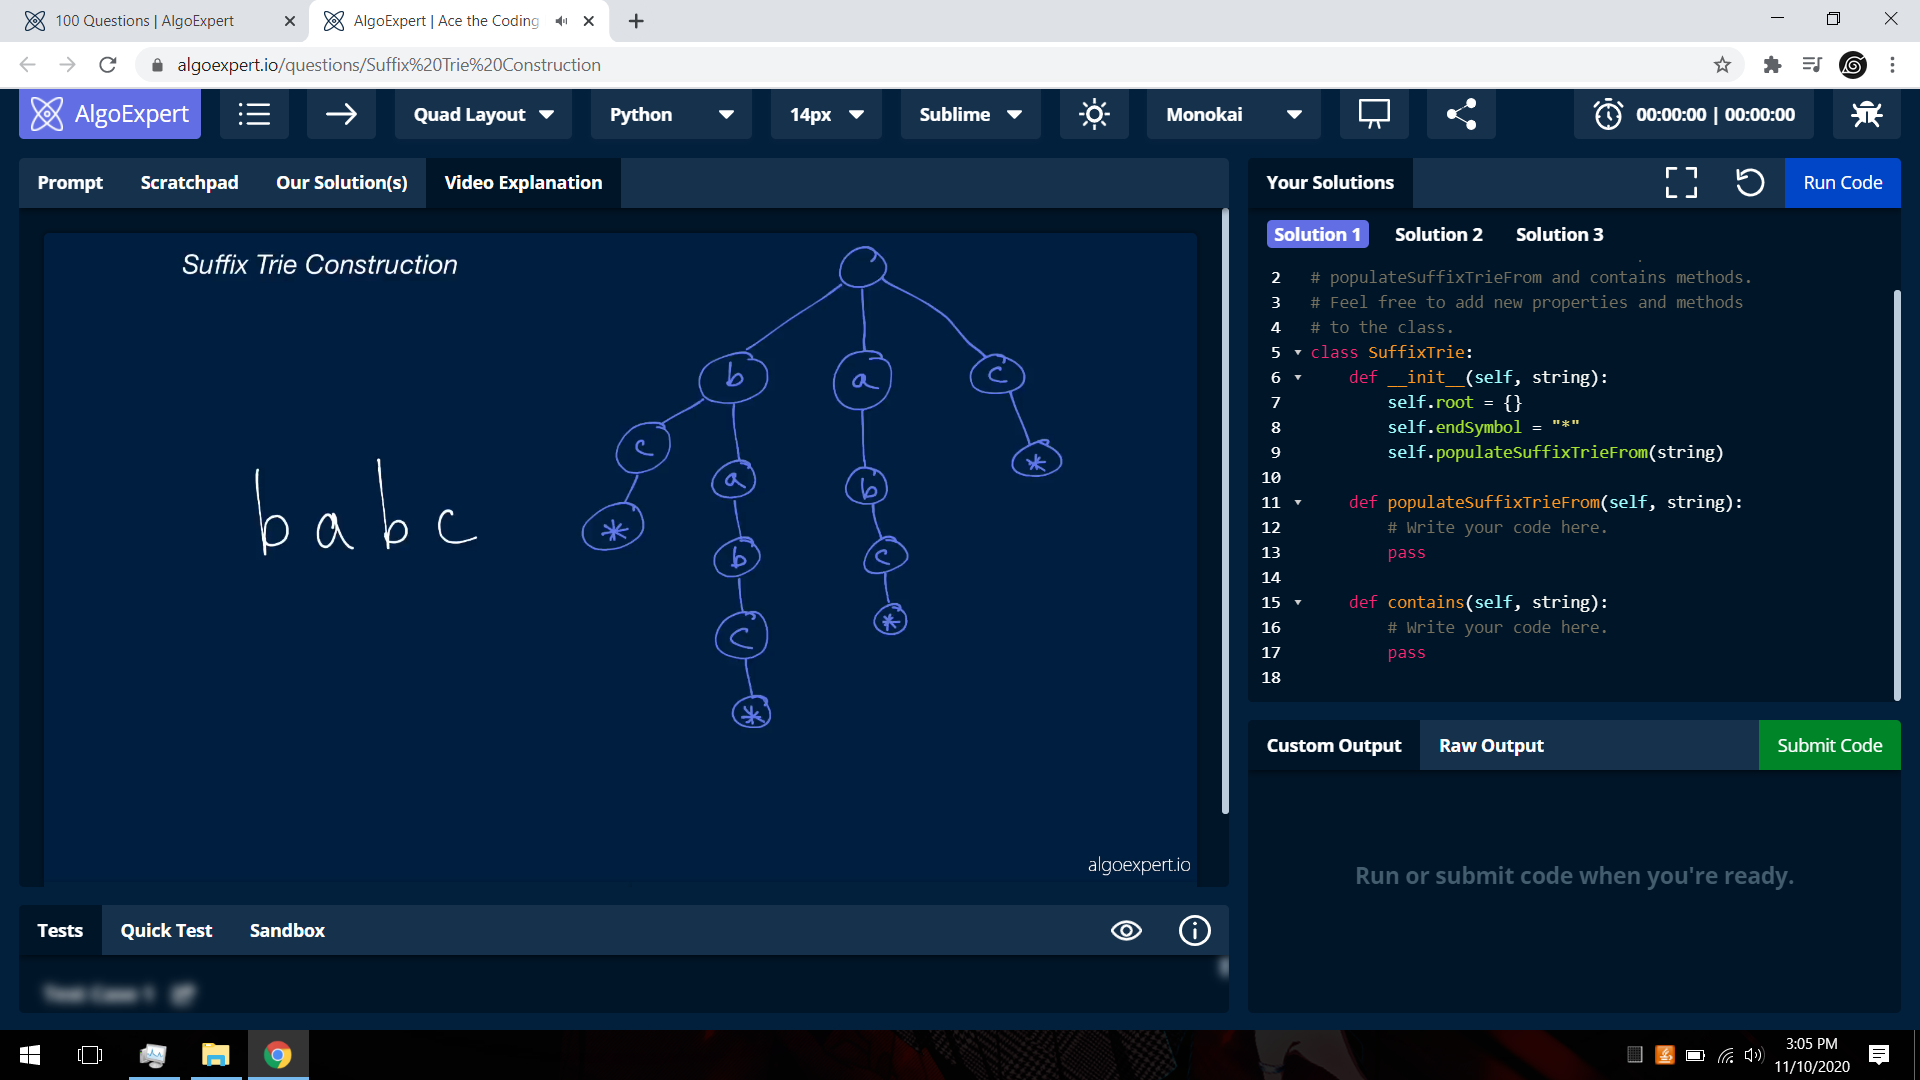 100 Questions | AlgoExpert
AlgoExpert | Ace the Coding
algoexpert.io/questions/Suffix%20Trie%20Construction
AlgoExpert
Quad Layout
Python
14px
Sublime
Monokai
00:00:00 | 00:00:00
Prompt
Scratchpad
Our Solution(s)
Video Explanation
Suffix Trie Construction
b a c
c a b *
* b c
c *
*
babc
algoexpert.io
Tests
Quick Test
Sandbox
Test Case 1
Your Solutions
Run Code
Solution 1
Solution 2
Solution 3
2 # populateSuffixTrieFrom and contains methods.
3 # Feel free to add new properties and methods
4 # to the class.
5 class SuffixTrie:
6 def __init__(self, string):
7 self.root = {}
8 self.endSymbol = "*"
9 self.populateSuffixTrieFrom(string)
10
11 def populateSuffixTrieFrom(self, string):
12 # Write your code here.
13 pass
14
15 def contains(self, string):
16 # Write your code here.
17 pass
18
Custom Output
Raw Output
Submit Code
Run or submit code when you're ready.
3:05 PM
11/10/2020